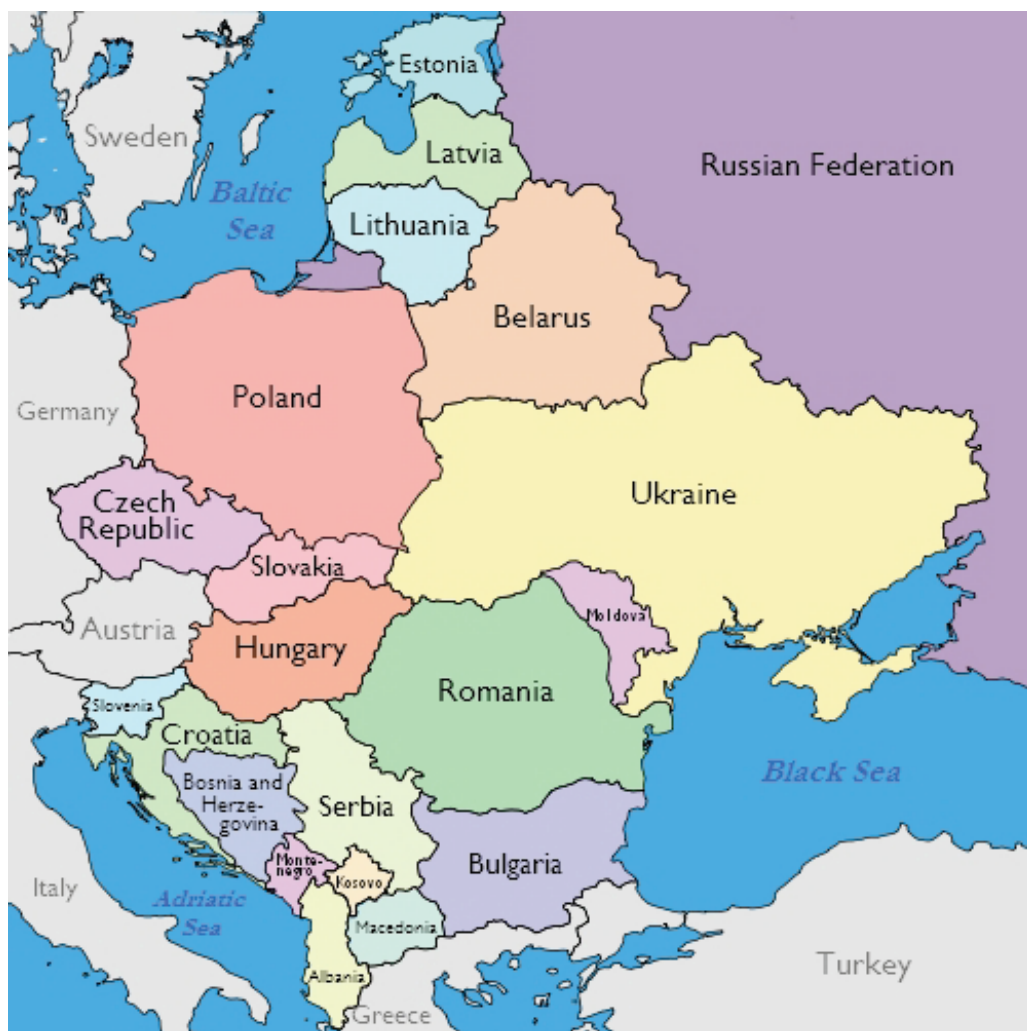 Estonia
Sweden
Latvia
Russian Federation
Baltic
Sea
Lithuania
Belarus
Poland
Germany
Ukraine
Czech
Republic
Slovakia
Moldova
Austria
Hungary
Romania
Slovenia
Croatia
Black Sea
Bosnia and
Herze-
govina
Serbia
Monte-
negro
Kosovo
Bulgaria
Italy
Adriatic
Sea
Macedonia
Albania
Turkey
Greece